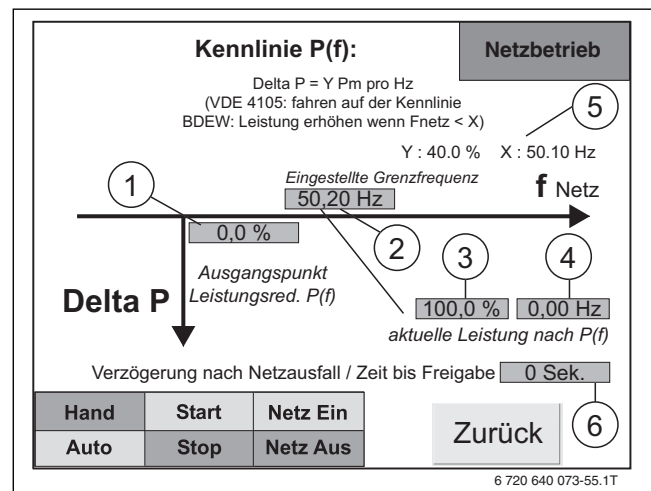 Kennlinie P(f):
Netzbetrieb
Delta P = Y Pm pro Hz
(VDE 4105: fahren auf der Kennlinie
BDEW: Leistung erhöhen wenn Fnetz < X)
5
Y : 40.0 %    X : 50.10 Hz
1
Eingestellte Grenzfrequenz
50,20 Hz
f Netz
0,0 %
2
3
4
Ausgangspunkt
Leistungsred. P(f)
Delta P
100,0 %
0,00 Hz
aktuelle Leistung nach P(f)
Verzögerung nach Netzausfall / Zeit bis Freigabe
0 Sek.
Hand Start Netz Ein
Auto Stop Netz Aus
Zurück
6
6 720 640 073-55.1T